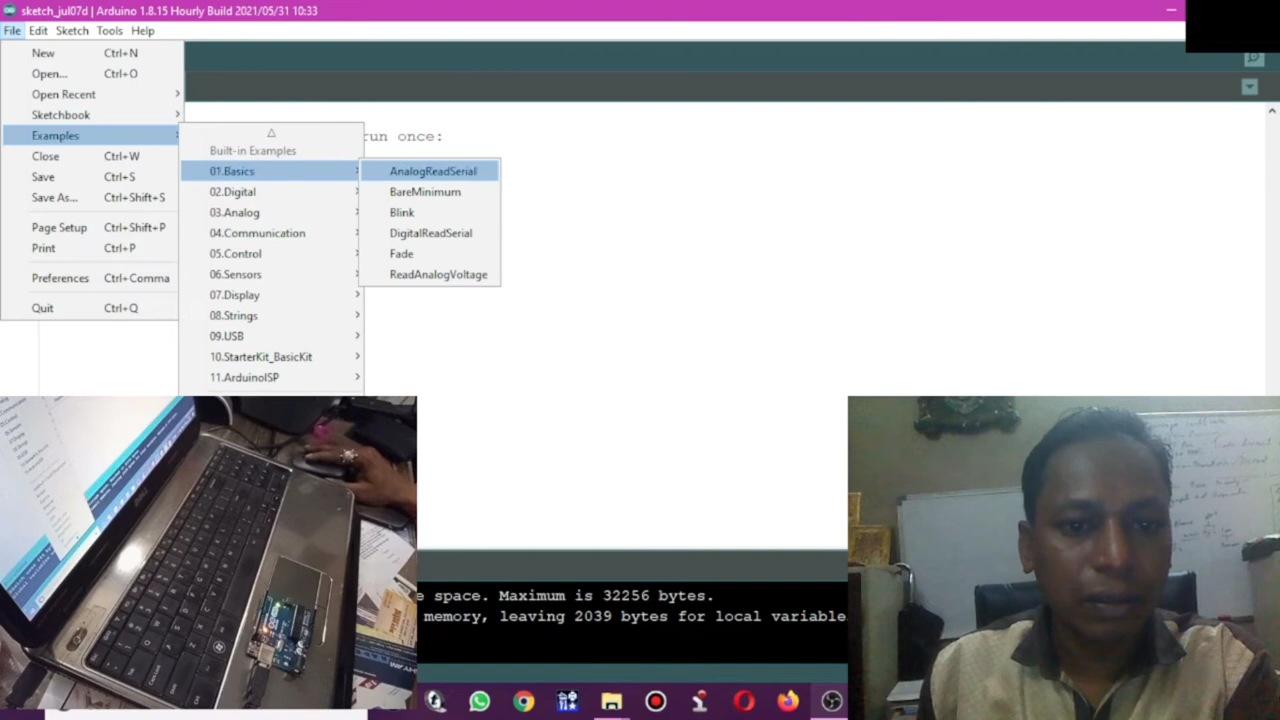 sketch_jul07d | Arduino 1.8.15 Hourly Build 2021/05/31 10:33
File Edit Sketch Tools Help
New Ctrl+N
Open... Ctrl+O
Open Recent
Sketchbook
Examples
Close Ctrl+W
Save Ctrl+S
Save As... Ctrl+Shift+S
Page Setup Ctrl+Shift+P
Print Ctrl+P
Preferences Ctrl+Comma
Quit Ctrl+Q
Built-in Examples
01.Basics
02.Digital
03.Analog
04.Communication
05.Control
06.Sensors
07.Display
08.Strings
09.USB
10.StarterKit_BasicKit
11.ArduinoISP
AnalogReadSerial
BareMinimum
Blink
DigitalReadSerial
Fade
ReadAnalogVoltage
run once:
space. Maximum is 32256 bytes.
memory, leaving 2039 bytes for local variable